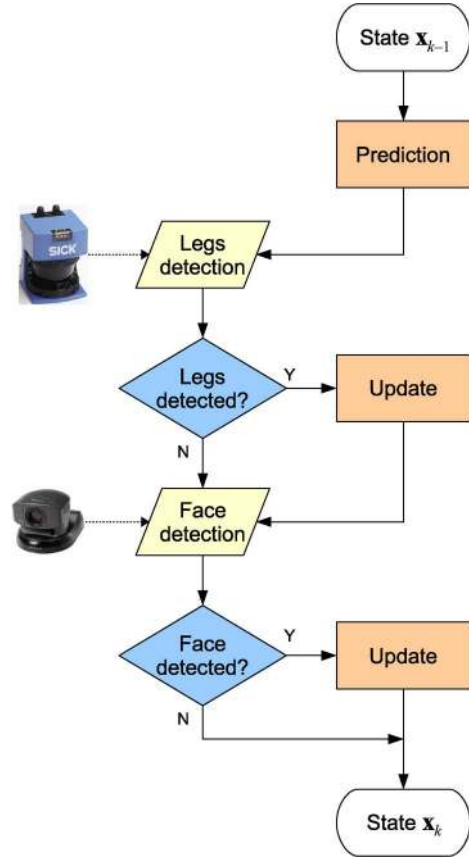 State x_{k−1}
Prediction
SICK
Legs
detection
Legs
detected?
Y
Update
N
Face
detection
Face
detected?
Y
Update
N
State x_k